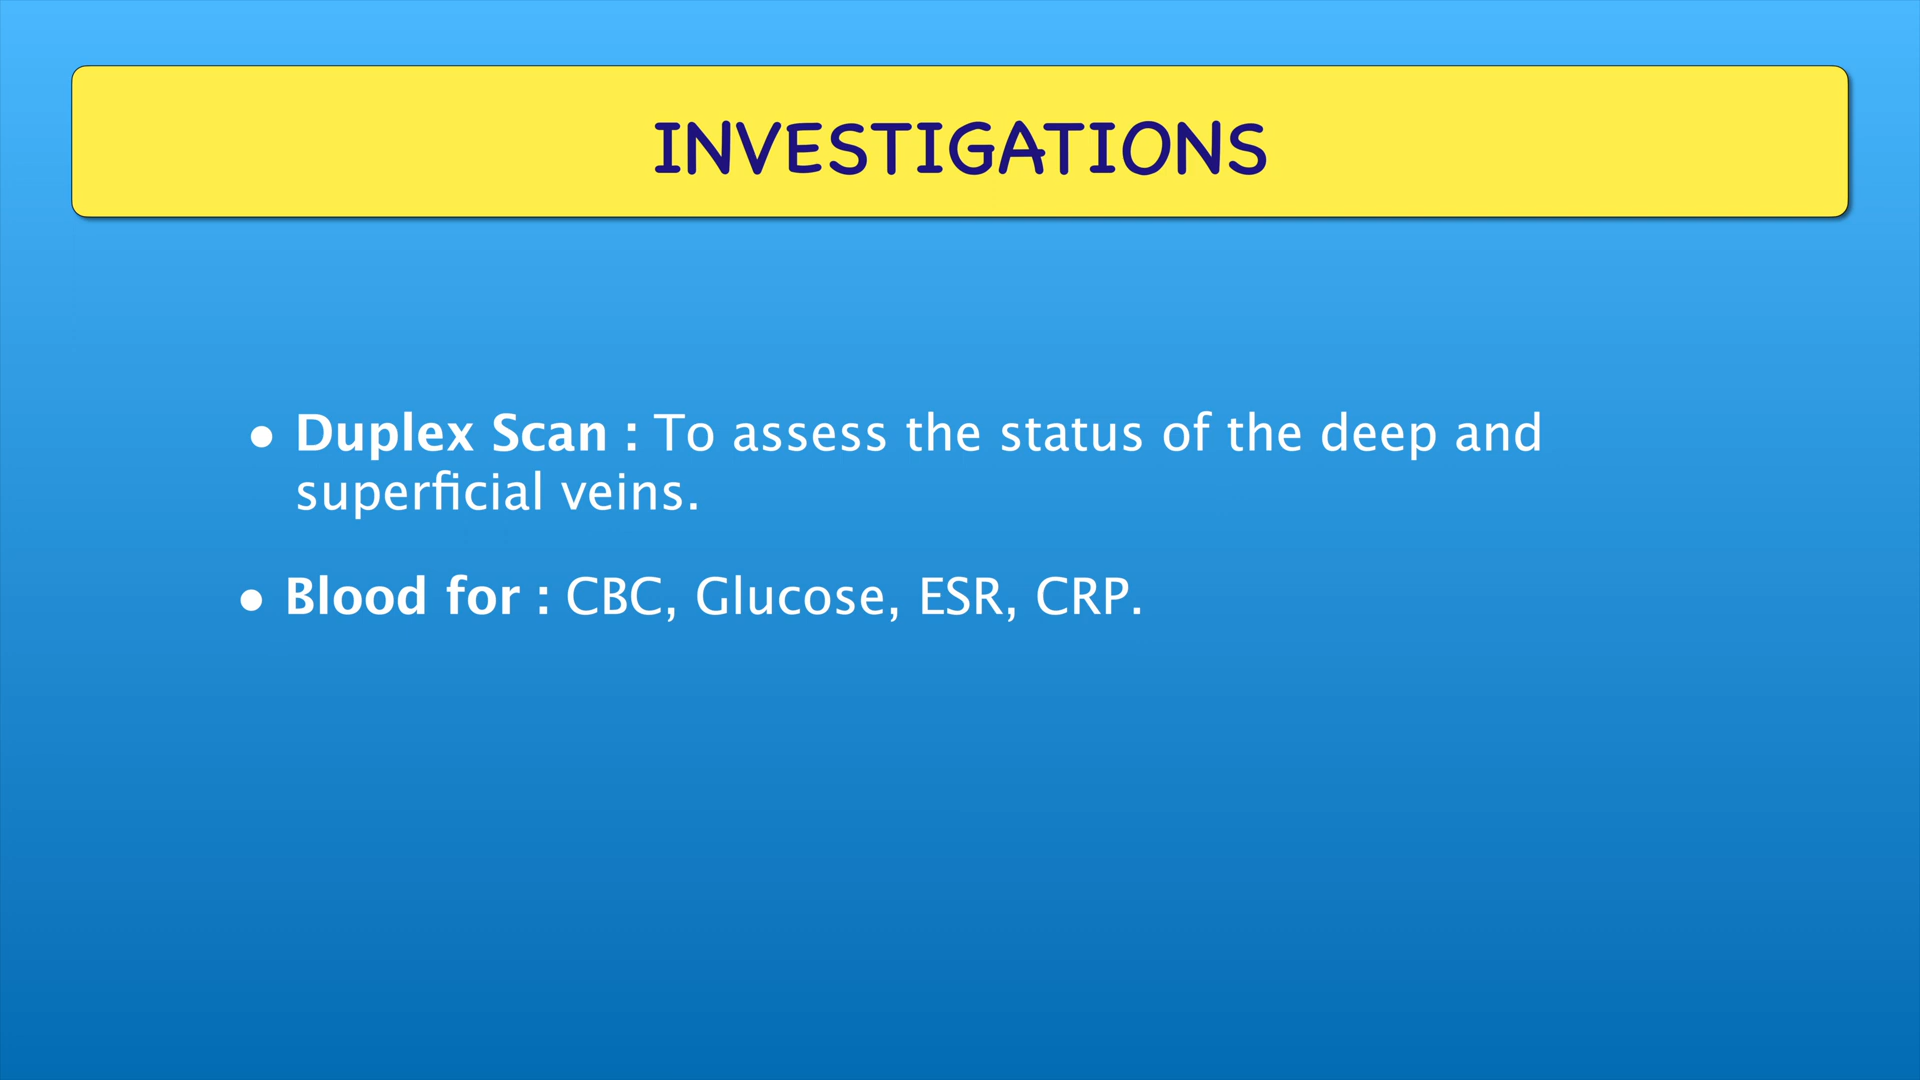 INVESTIGATIONS
• Duplex Scan : To assess the status of the deep and
superficial veins.
• Blood for : CBC, Glucose, ESR, CRP.